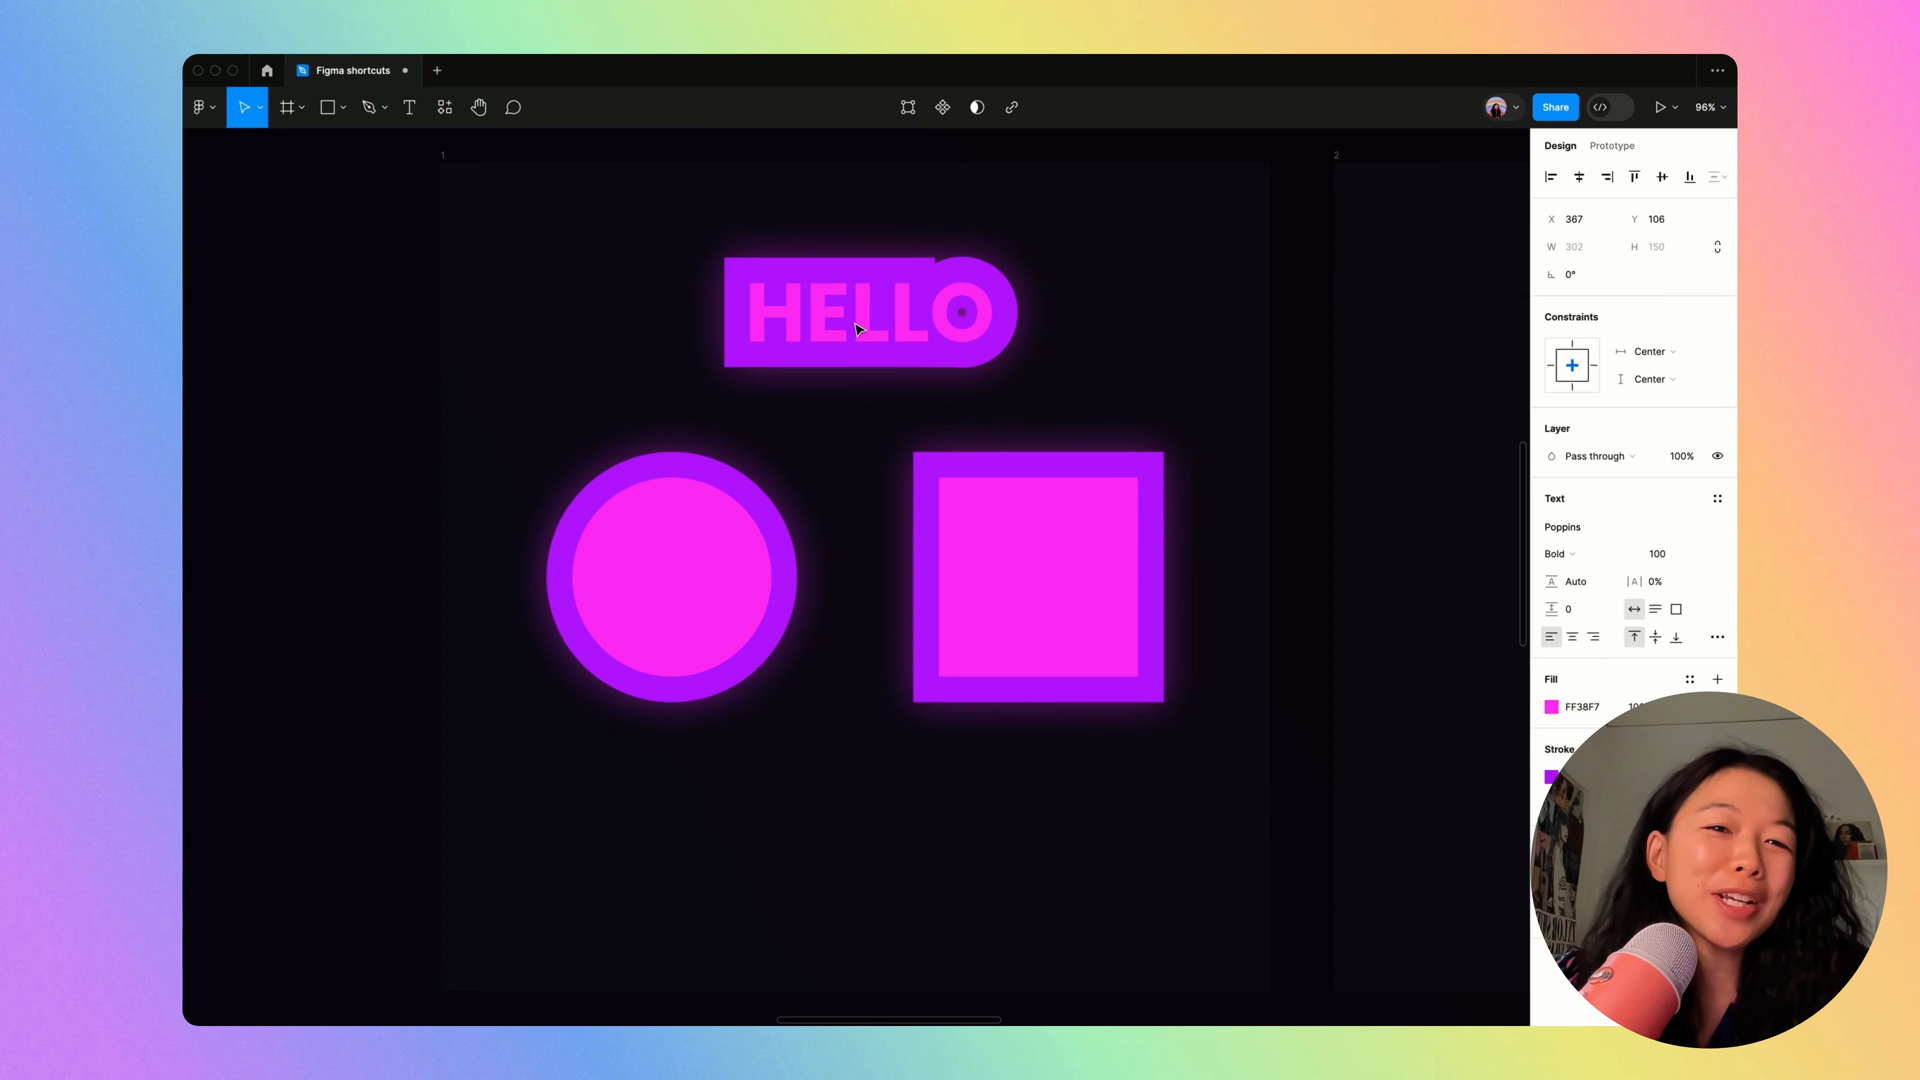 Figma shortcuts
Share
96%
1
2
HELLO
Design Prototype
X 367 Y 106
W 302 H 150
0°
Constraints
Center
Center
Layer
Pass through 100%
Text
Poppins
Bold 100
Auto 0%
0
Fill
FF38F7
Stroke